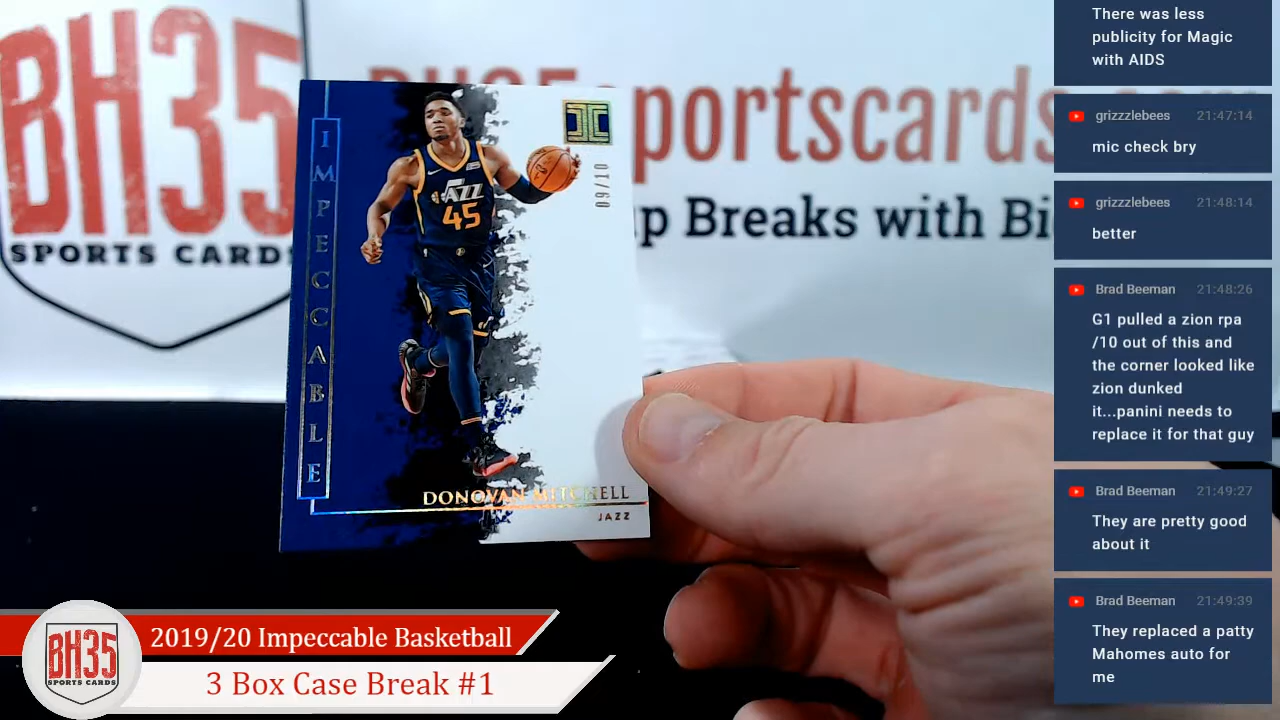 BH35
SPORTS CARDS
BH35sportscards.com
up Breaks with Bi
IMPECCABLE
JAZZ
45
09/10
DONOVAN MITCHELL
JAZZ
BH35
SPORTS CARDS
2019/20 Impeccable Basketball
3 Box Case Break #1
There was less
publicity for Magic
with AIDS
grizzzlebees 21:47:14
mic check bry
grizzzlebees 21:48:14
better
Brad Beeman 21:48:26
G1 pulled a zion rpa
/10 out of this and
the corner looked like
zion dunked
it...panini needs to
replace it for that guy
Brad Beeman 21:49:27
They are pretty good
about it
Brad Beeman 21:49:39
They replaced a patty
Mahomes auto for
me